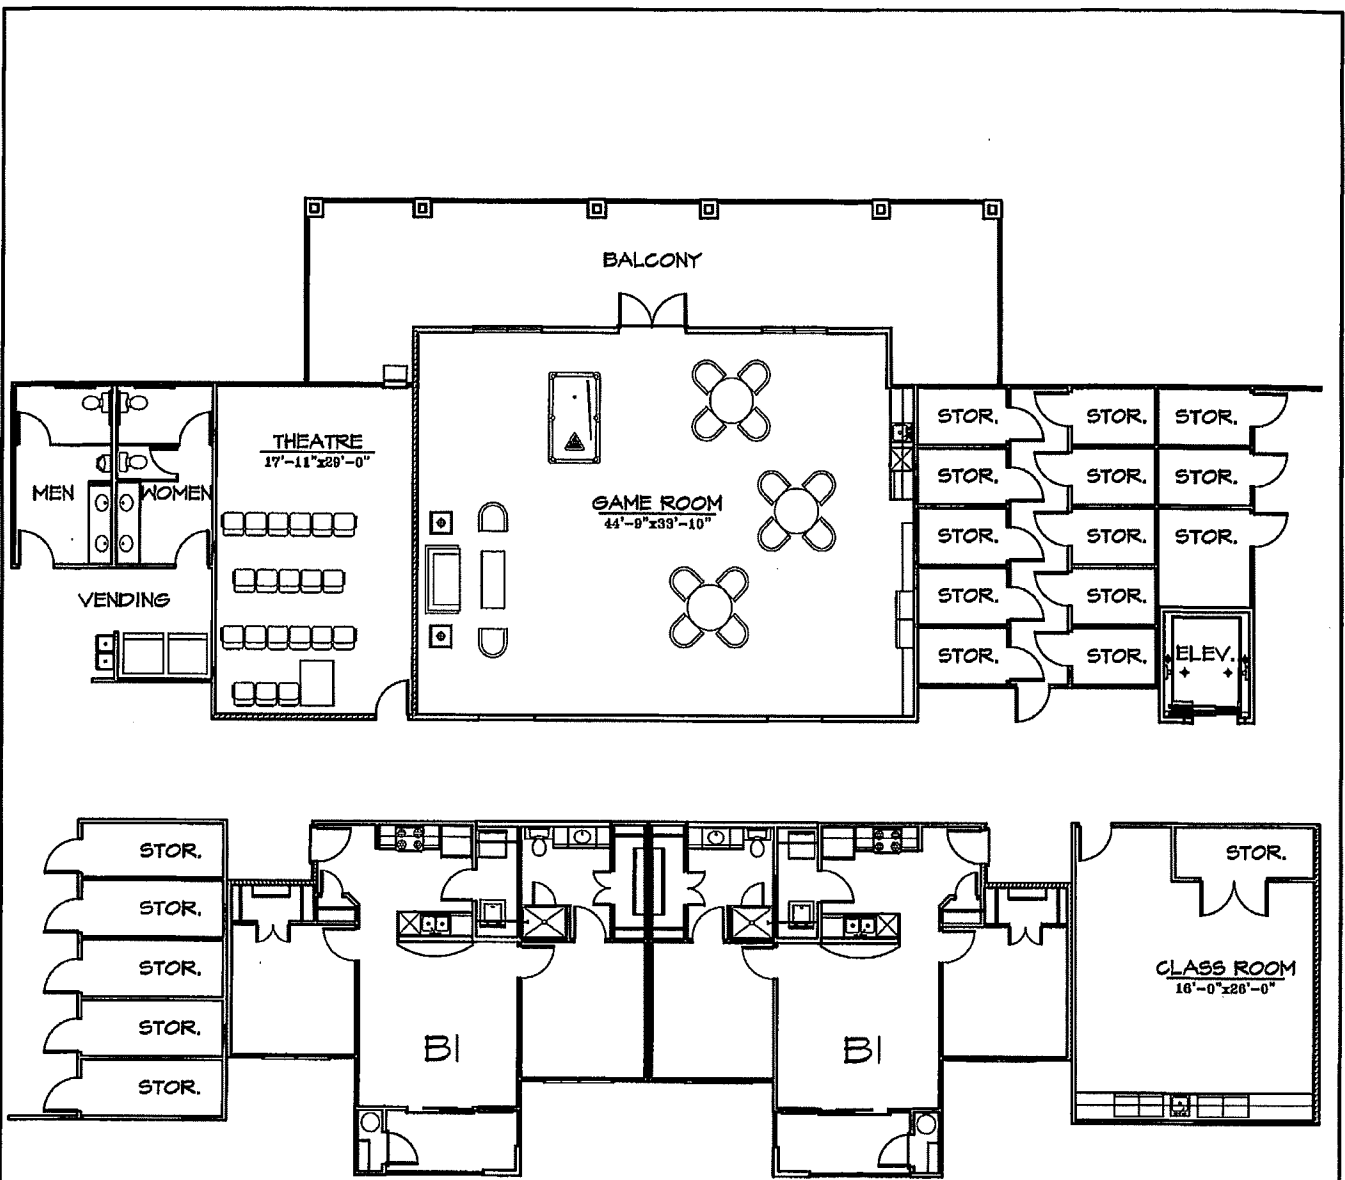 BALCONY
THEATRE
17'-11"x29'-0"
MEN
WOMEN
GAME ROOM
44'-9"x33'-10"
VENDING
STOR.
STOR.
STOR.
STOR.
STOR.
STOR.
STOR.
STOR.
STOR.
STOR.
STOR.
STOR.
STOR.
ELEV.
STOR.
STOR.
STOR.
STOR.
STOR.
B1
B1
STOR.
CLASS ROOM
16'-0"x26'-0"